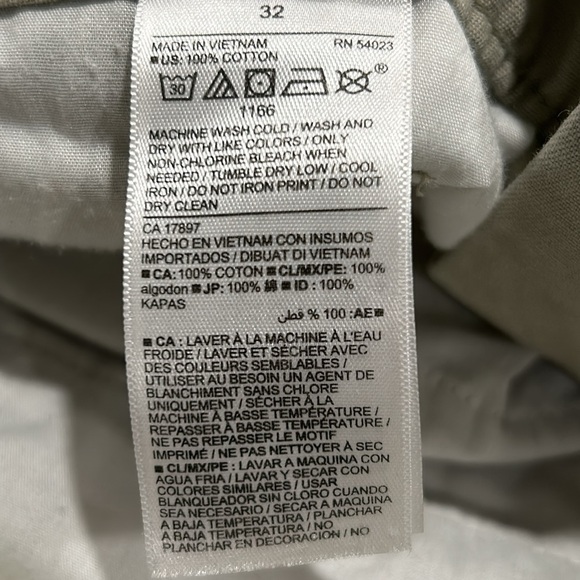 32
MADE IN VIETNAM RN 54023
■ US: 100% COTTON
30 ®
1166
MACHINE WASH COLD / WASH AND
DRY WITH LIKE COLORS / ONLY
NON-CHLORINE BLEACH WHEN
NEEDED / TUMBLE DRY LOW / COOL
IRON / DO NOT IRON PRINT / DO NOT
DRY CLEAN
CA 17897
HECHO EN VIETNAM CON INSUMOS
IMPORTADOS / DIBUAT DI VIETNAM
■ CA: 100% COTON ■ CL/MX/PE: 100%
algodon ■ JP: 100% 綿 ■ ID : 100%
KAPAS
■ AE: 100 % قطن
■ CA : LAVER À LA MACHINE À L'EAU
FROIDE / LAVER ET SÉCHER AVEC
DES COULEURS SEMBLABLES /
UTILISER AU BESOIN UN AGENT DE
BLANCHIMENT SANS CHLORE
UNIQUEMENT / SÉCHER À LA
MACHINE À BASSE TEMPÉRATURE /
REPASSER À BASSE TEMPÉRATURE /
NE PAS REPASSER LE MOTIF
IMPRIMÉ / NE PAS NETTOYER À SEC
■ CL/MX/PE : LAVAR A MAQUINA CON
AGUA FRIA / LAVAR Y SECAR CON
COLORES SIMILARES / USAR
BLANQUEADOR SIN CLORO CUANDO
SEA NECESARIO / SECAR A MAQUINA
A BAJA TEMPERATURA / PLANCHAR
A BAJA TEMPERATURA / NO
PLANCHAR EN DECORACION / NO